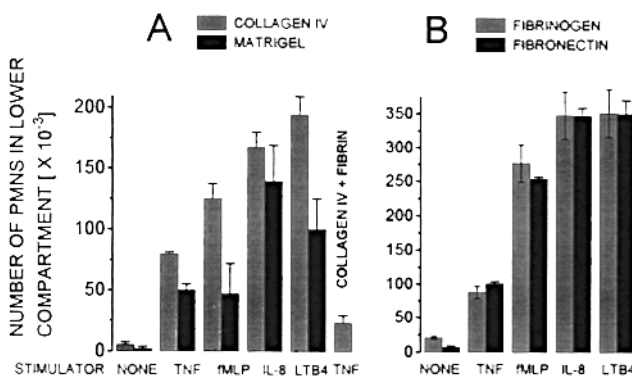 A
COLLAGEN IV
MATRIGEL
B
FIBRINOGEN
FIBRONECTIN
NUMBER OF PMNS IN LOWER
COMPARTMENT [ X 10-3]
200
150
100
50
0
COLLAGEN IV + FIBRIN
350
300
250
200
150
100
50
0
STIMULATOR NONE TNF fMLP IL-8 LTB4 TNF
NONE TNF fMLP IL-8 LTB4